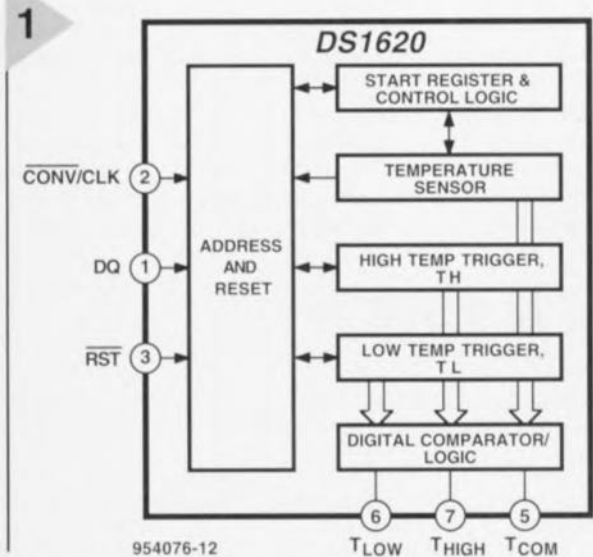 1
DS1620
START REGISTER &
CONTROL LOGIC
CONV/CLK
2
TEMPERATURE
SENSOR
DQ
1
ADDRESS
AND
RESET
HIGH TEMP TRIGGER,
TH
RST
3
LOW TEMP TRIGGER,
TL
DIGITAL COMPARATOR/
LOGIC
6 7 5
954076-12 TLOW THIGH TCOM